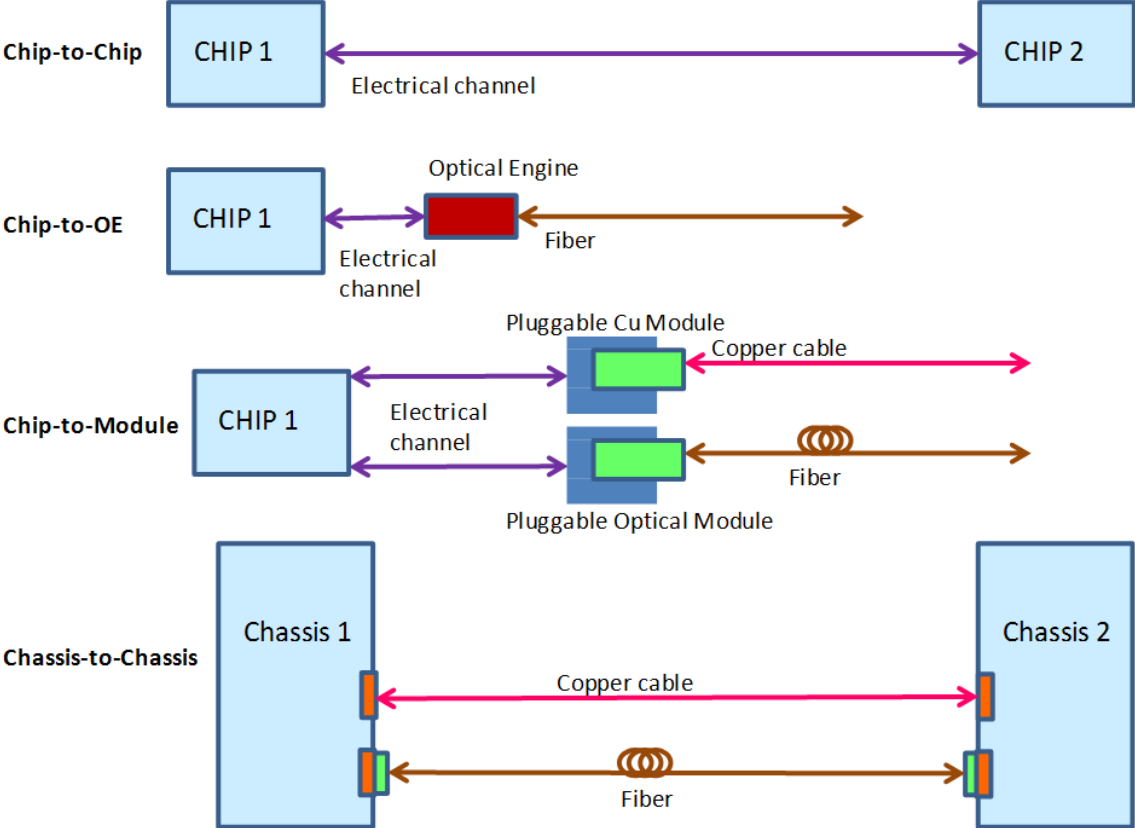 Chip-to-Chip
CHIP 1
CHIP 2
Electrical channel
Optical Engine
Chip-to-OE
CHIP 1
Fiber
Electrical
channel
Pluggable Cu Module
Copper cable
Chip-to-Module
CHIP 1
Electrical
channel
Fiber
Pluggable Optical Module
Chassis 1
Chassis 2
Chassis-to-Chassis
Copper cable
Fiber